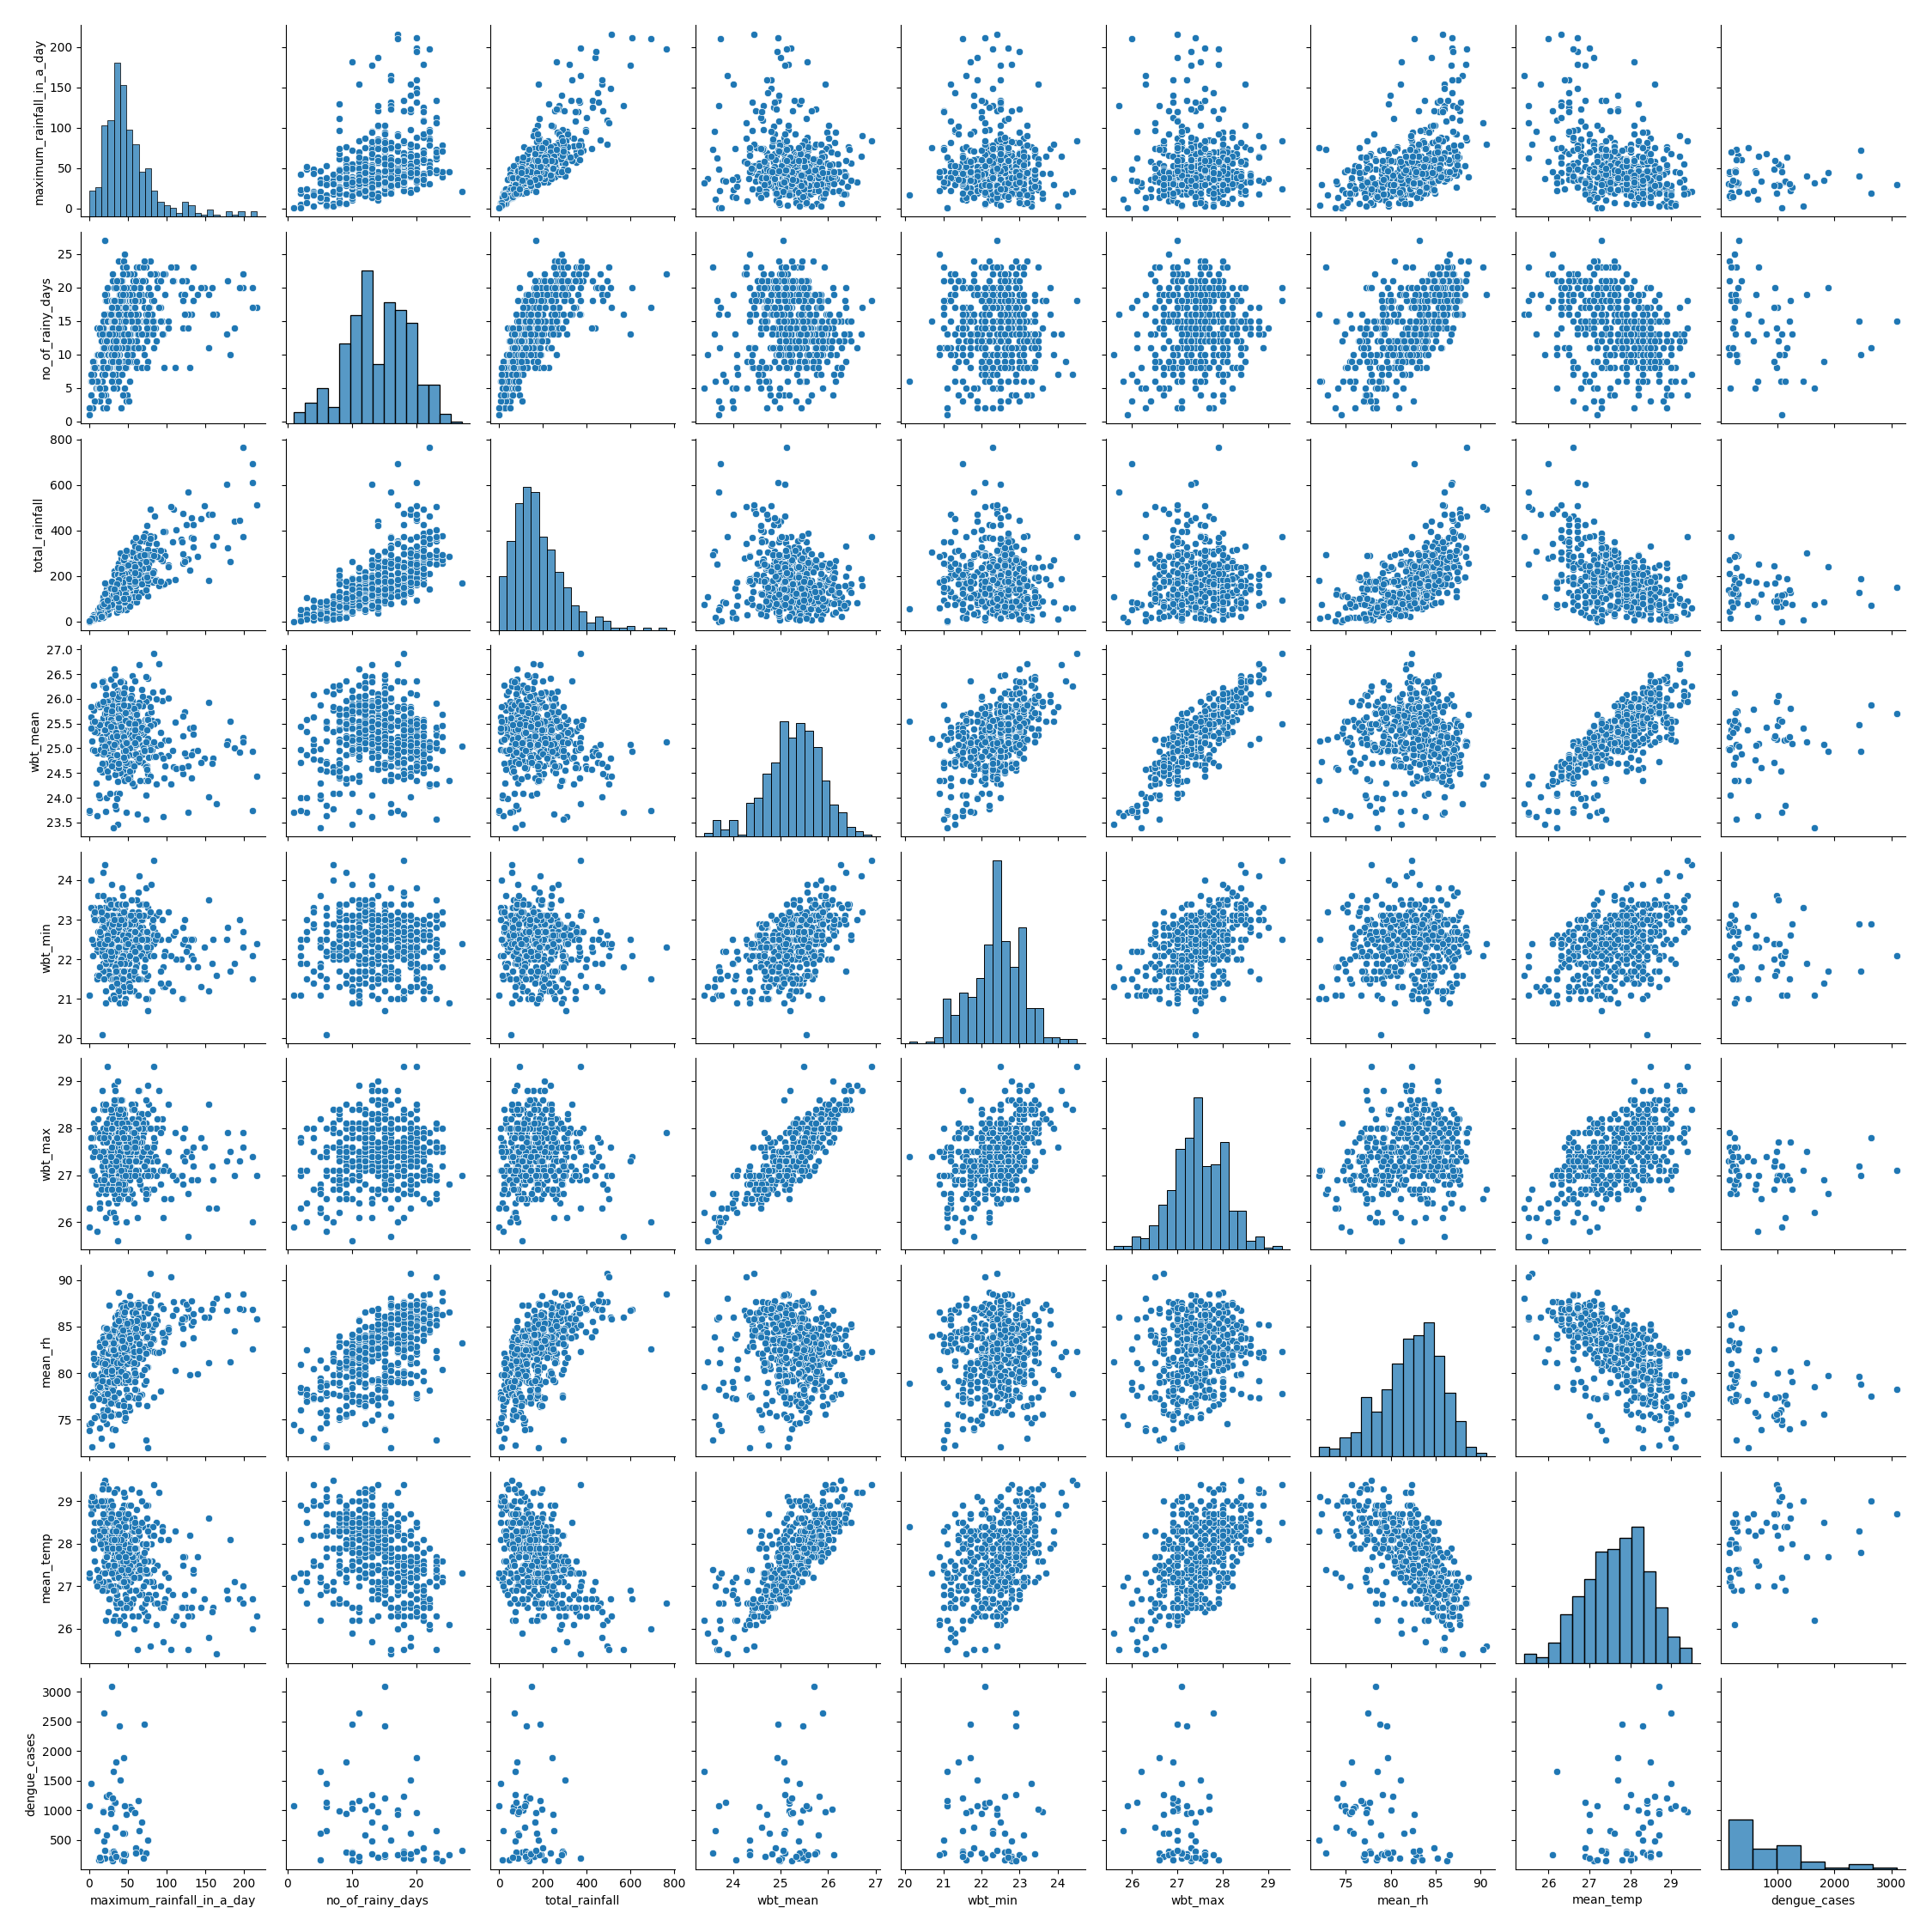 maximum_rainfall_in_a_day
200
150
100
50
0
no_of_rainy_days
25
20
15
10
5
0
total_rainfall
800
600
400
200
0
wbt_mean
27.0
26.5
26.0
25.5
25.0
24.5
24.0
23.5
wbt_min
24
23
22
21
20
wbt_max
29
28
27
26
mean_rh
90
85
80
75
mean_temp
29
28
27
26
dengue_cases
3000
2500
2000
1500
1000
500
0 50 100 150 200
0 10 20
0 200 400 600 800
24 25 26 27
20 21 22 23 24
26 27 28 29
75 80 85 90
26 27 28 29
1000 2000 3000
maximum_rainfall_in_a_day
no_of_rainy_days
total_rainfall
wbt_mean
wbt_min
wbt_max
mean_rh
mean_temp
dengue_cases